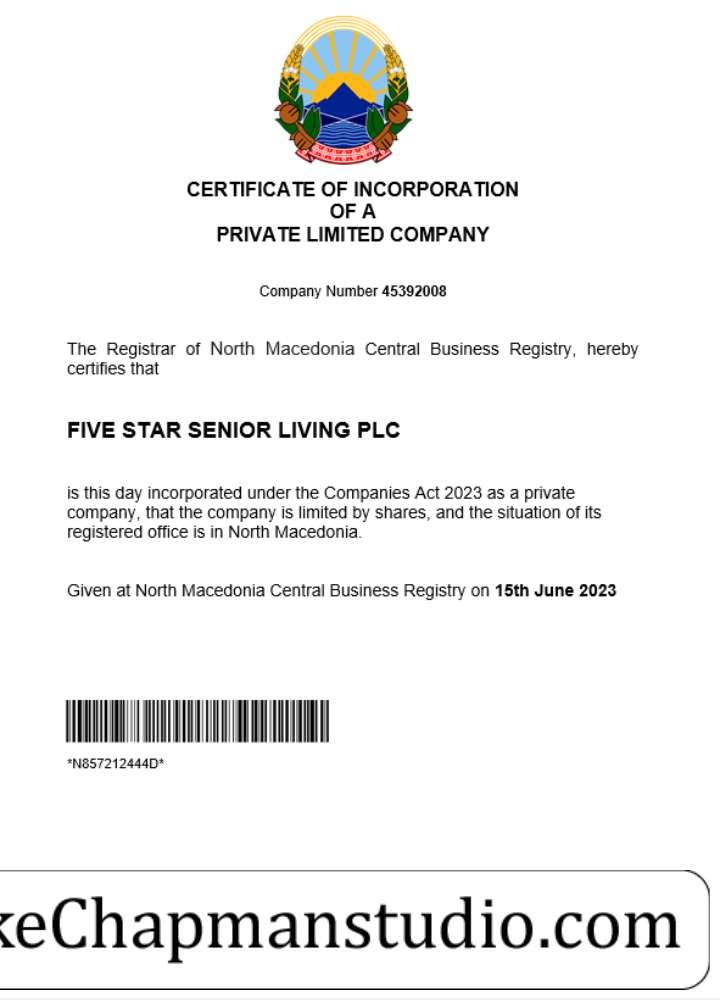 CERTIFICATE OF INCORPORATION
OF A
PRIVATE LIMITED COMPANY
Company Number 45392008
The Registrar of North Macedonia Central Business Registry, hereby
certifies that
FIVE STAR SENIOR LIVING PLC
is this day incorporated under the Companies Act 2023 as a private
company, that the company is limited by shares, and the situation of its
registered office is in North Macedonia.
Given at North Macedonia Central Business Registry on 15th June 2023
*N857212444D*
keChapmanstudio.com